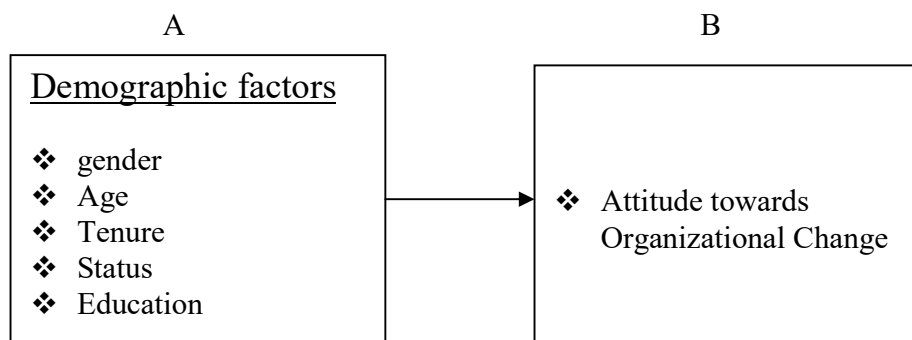 A
B
Demographic factors
❖ gender
❖ Age
❖ Tenure
❖ Status
❖ Education
❖ Attitude towards
Organizational Change